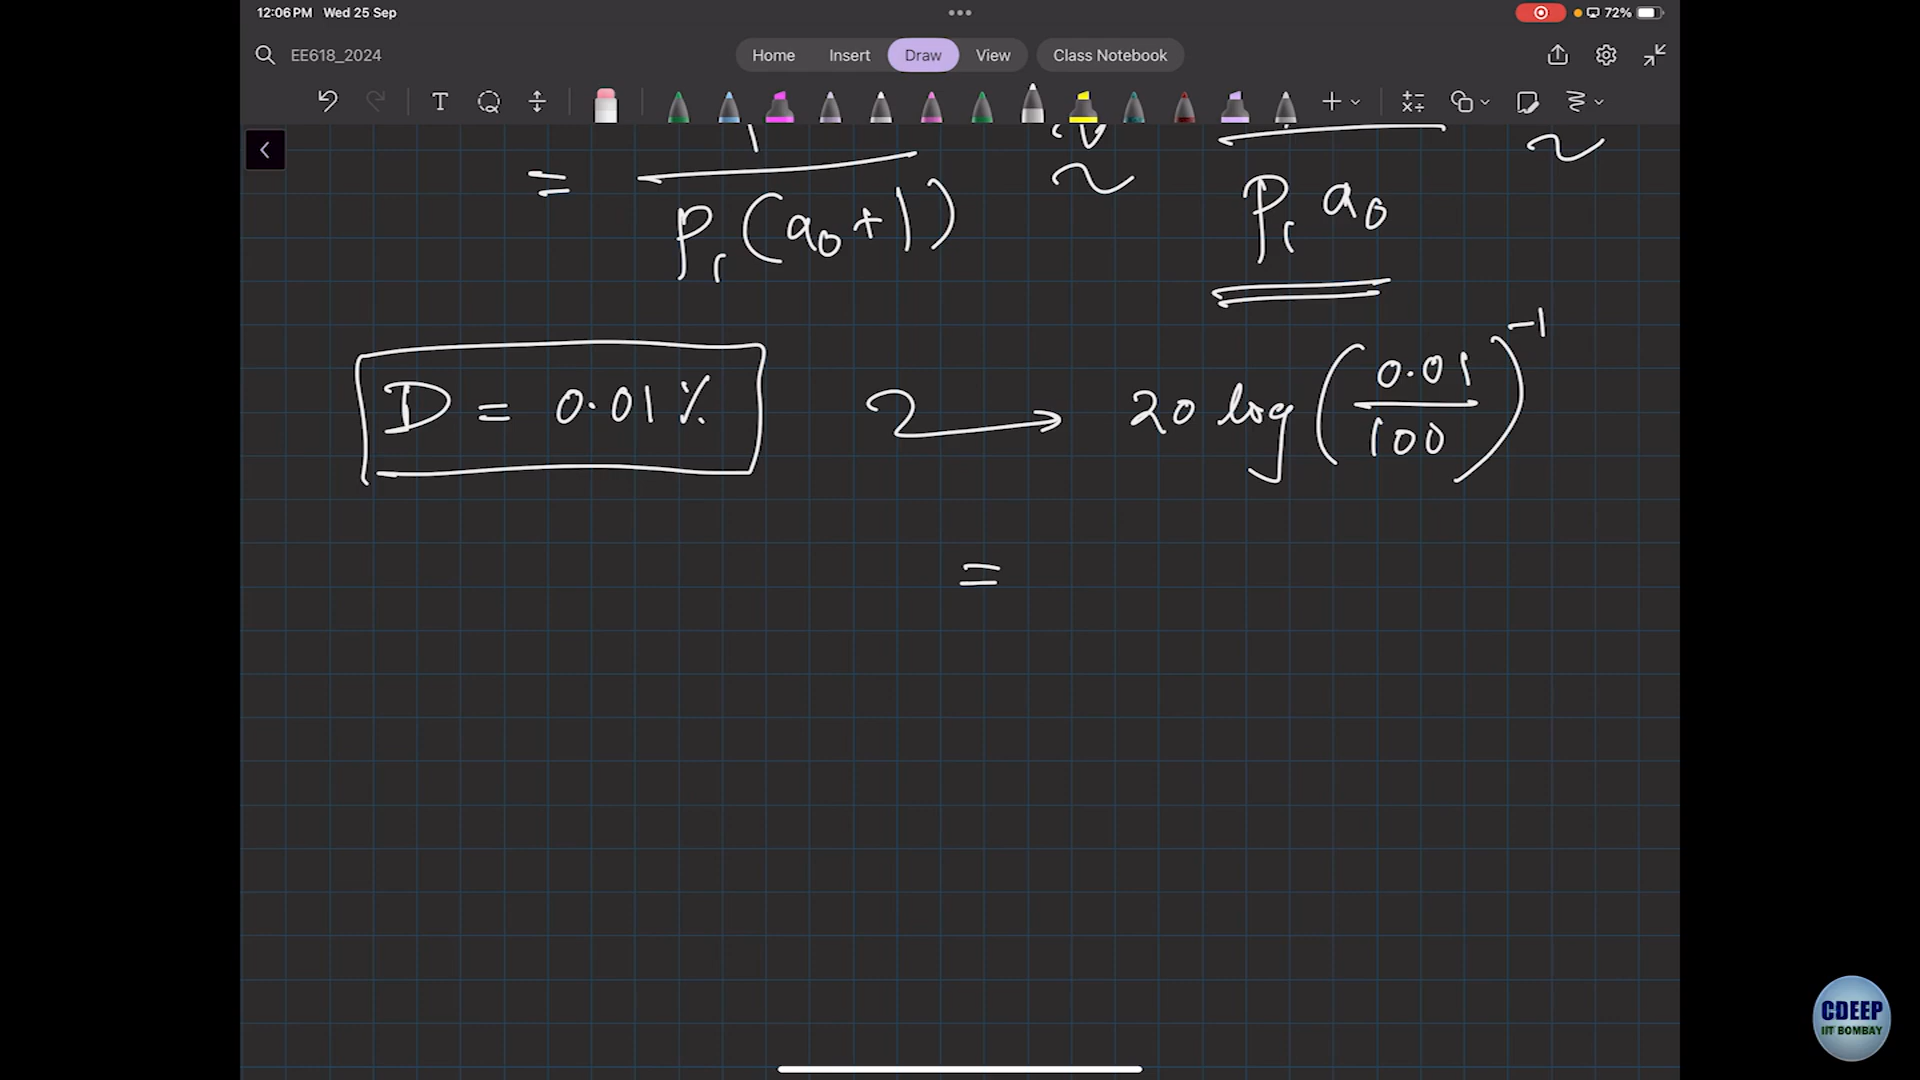 12:06 PM Wed 25 Sep
72%
EE618_2024
Home Insert Draw View Class Notebook
= 1 / p₁(a₀+1) ≈ p₁ a₀
D = 0.01% → 20 log (0.01 / 100)⁻¹
=
CDEEP
IIT BOMBAY